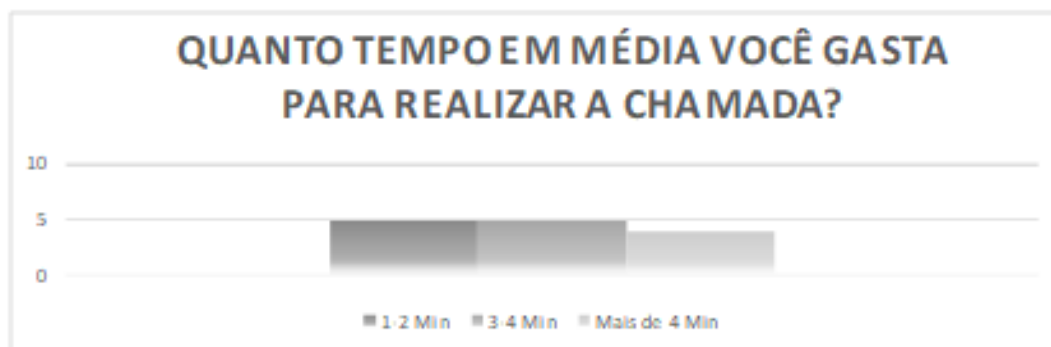 QUANTO TEMPO EM MÉDIA VOCÊ GASTA
PARA REALIZAR A CHAMADA?
10
5
0
1-2 Min 3-4 Min Mais de 4 Min